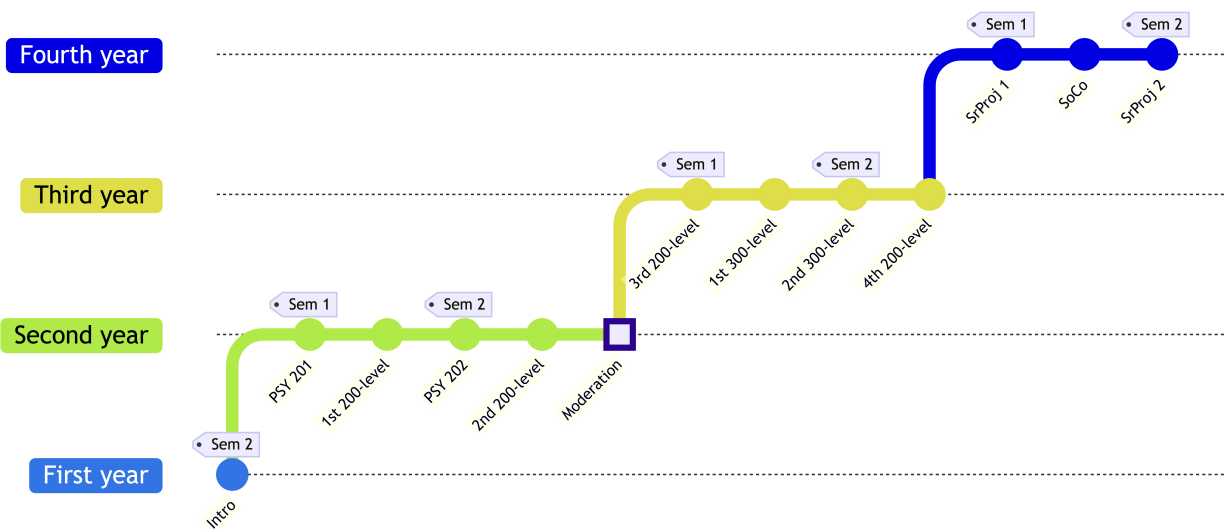 Sem 1
Sem 2
Fourth year
SrProj 1
SoCo
SrProj 2
Sem 1
Sem 2
Third year
3rd 200-level
1st 300-level
2nd 300-level
4th 200-level
Sem 1
Sem 2
Second year
PSY 201
1st 200-level
PSY 202
2nd 200-level
Moderation
Sem 2
First year
Intro